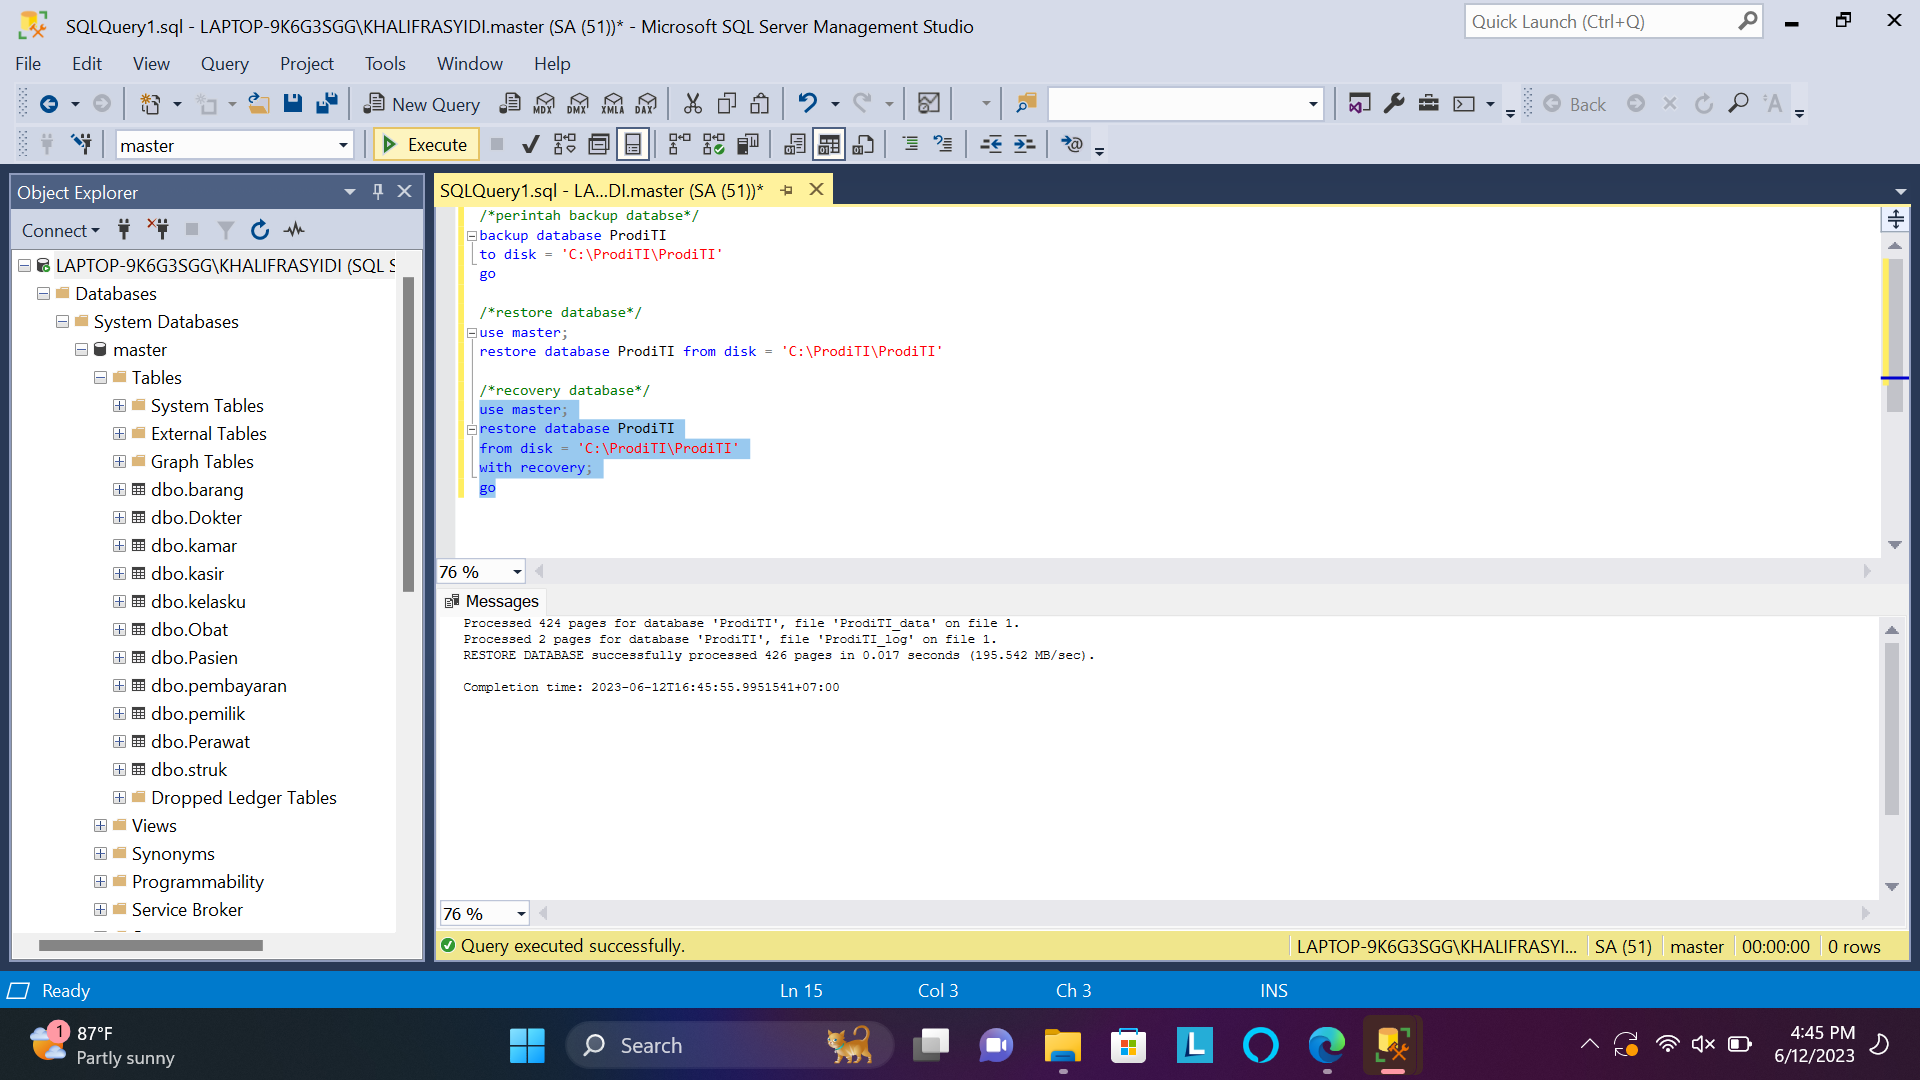 SQLQuery1.sql - LAPTOP-9K6G3SGG\KHALIFRASYIDI.master (SA (51))* - Microsoft SQL Server Management Studio
Quick Launch (Ctrl+Q)
File Edit View Query Project Tools Window Help
New Query MDX DMX XMLA DAX Back
master Execute
Object Explorer
Connect
LAPTOP-9K6G3SGG\KHALIFRASYIDI (SQL S
Databases
System Databases
master
Tables
System Tables
External Tables
Graph Tables
dbo.barang
dbo.Dokter
dbo.kamar
dbo.kasir
dbo.kelasku
dbo.Obat
dbo.Pasien
dbo.pembayaran
dbo.pemilik
dbo.Perawat
dbo.struk
Dropped Ledger Tables
Views
Synonyms
Programmability
Service Broker
SQLQuery1.sql - LA...DI.master (SA (51))*
/*perintah backup databse*/
backup database ProdiTI
to disk = 'C:\ProdiTI\ProdiTI'
go
/*restore database*/
use master;
restore database ProdiTI from disk = 'C:\ProdiTI\ProdiTI'
/*recovery database*/
use master;
restore database ProdiTI
from disk = 'C:\ProdiTI\ProdiTI'
with recovery;
go
76 %
Messages
Processed 424 pages for database 'ProdiTI', file 'ProdiTI_data' on file 1.
Processed 2 pages for database 'ProdiTI', file 'ProdiTI_log' on file 1.
RESTORE DATABASE successfully processed 426 pages in 0.017 seconds (195.542 MB/sec).
Completion time: 2023-06-12T16:45:55.9951541+07:00
76 %
Query executed successfully.
LAPTOP-9K6G3SGG\KHALIFRASYI... SA (51) master 00:00:00 0 rows
Ready Ln 15 Col 3 Ch 3 INS
1
87°F
Partly sunny
Search
L
4:45 PM
6/12/2023